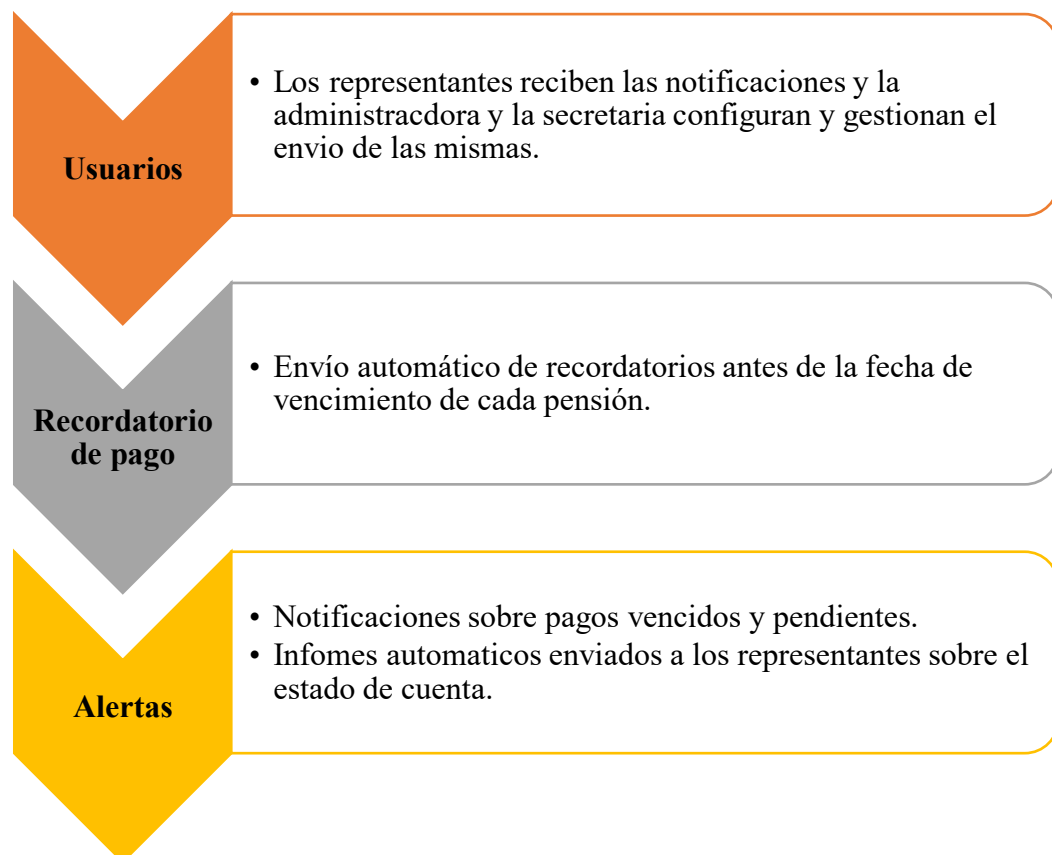 Usuarios
• Los representantes reciben las notificaciones y la
administracdora y la secretaria configuran y gestionan el
envio de las mismas.
Recordatorio
de pago
• Envío automático de recordatorios antes de la fecha de
vencimiento de cada pensión.
Alertas
• Notificaciones sobre pagos vencidos y pendientes.
• Infomes automaticos enviados a los representantes sobre el
estado de cuenta.